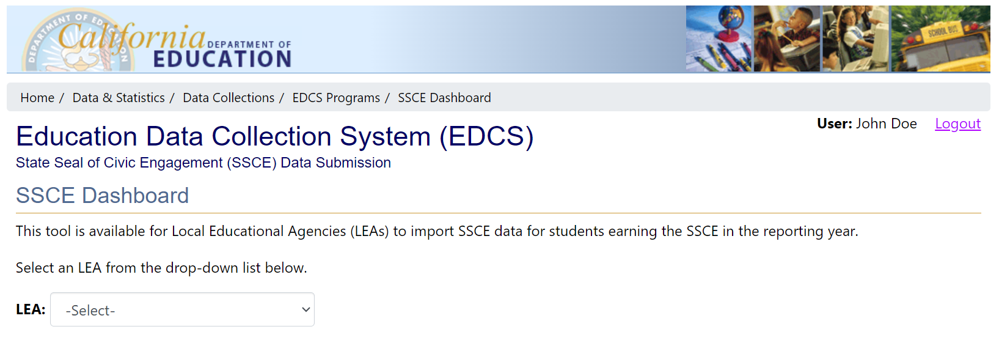 DEPARTMENT OF EDUCATION
California
DEPARTMENT OF
EDUCATION
SCHOOL BUS
Home / Data & Statistics / Data Collections / EDCS Programs / SSCE Dashboard
User: John Doe Logout
Education Data Collection System (EDCS)
State Seal of Civic Engagement (SSCE) Data Submission
SSCE Dashboard
This tool is available for Local Educational Agencies (LEAs) to import SSCE data for students earning the SSCE in the reporting year.
Select an LEA from the drop-down list below.
LEA: -Select-